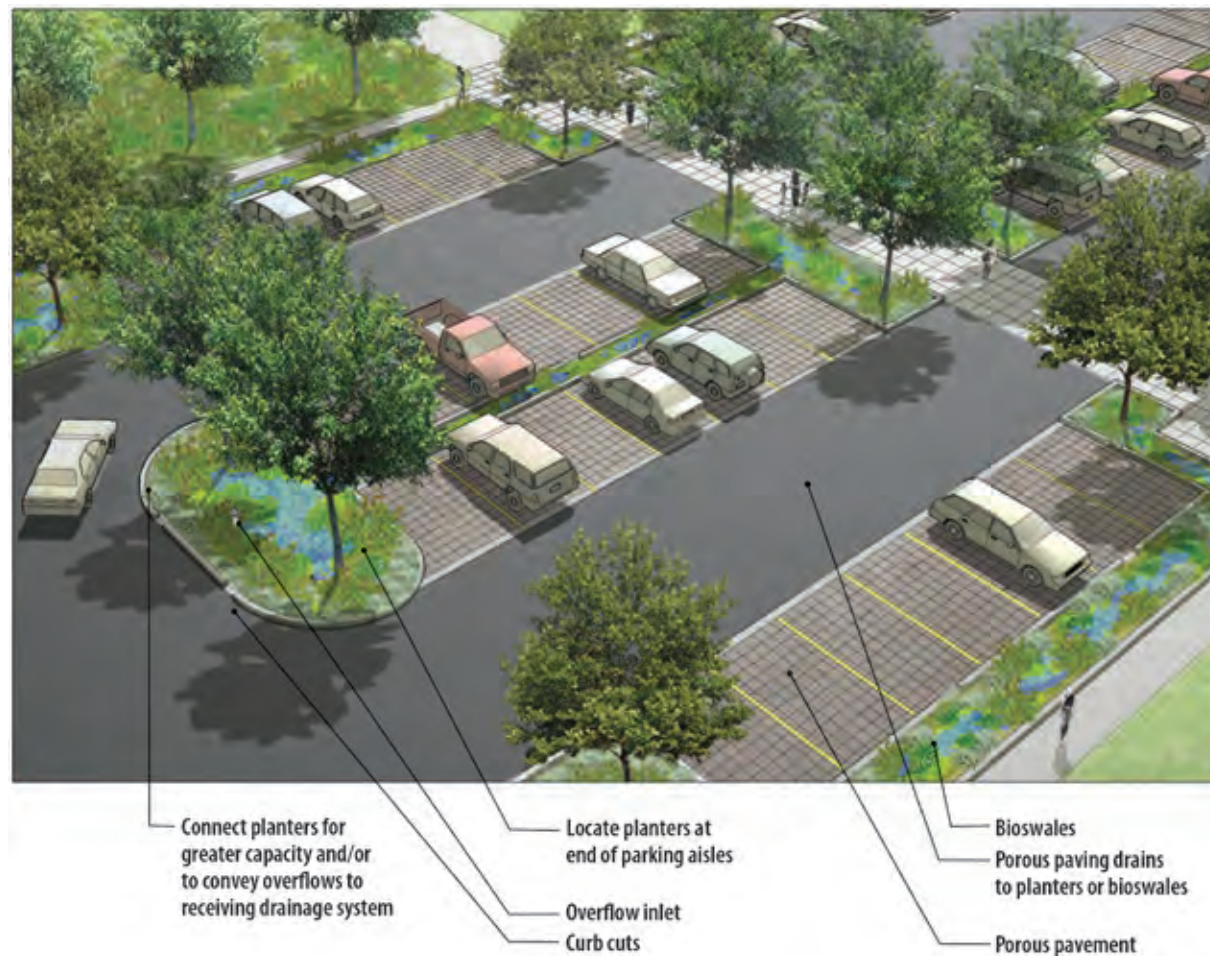 Connect planters for
greater capacity and/or
to convey overflows to
receiving drainage system
Overflow inlet
Curb cuts
Locate planters at
end of parking aisles
Bioswales
Porous paving drains
to planters or bioswales
Porous pavement